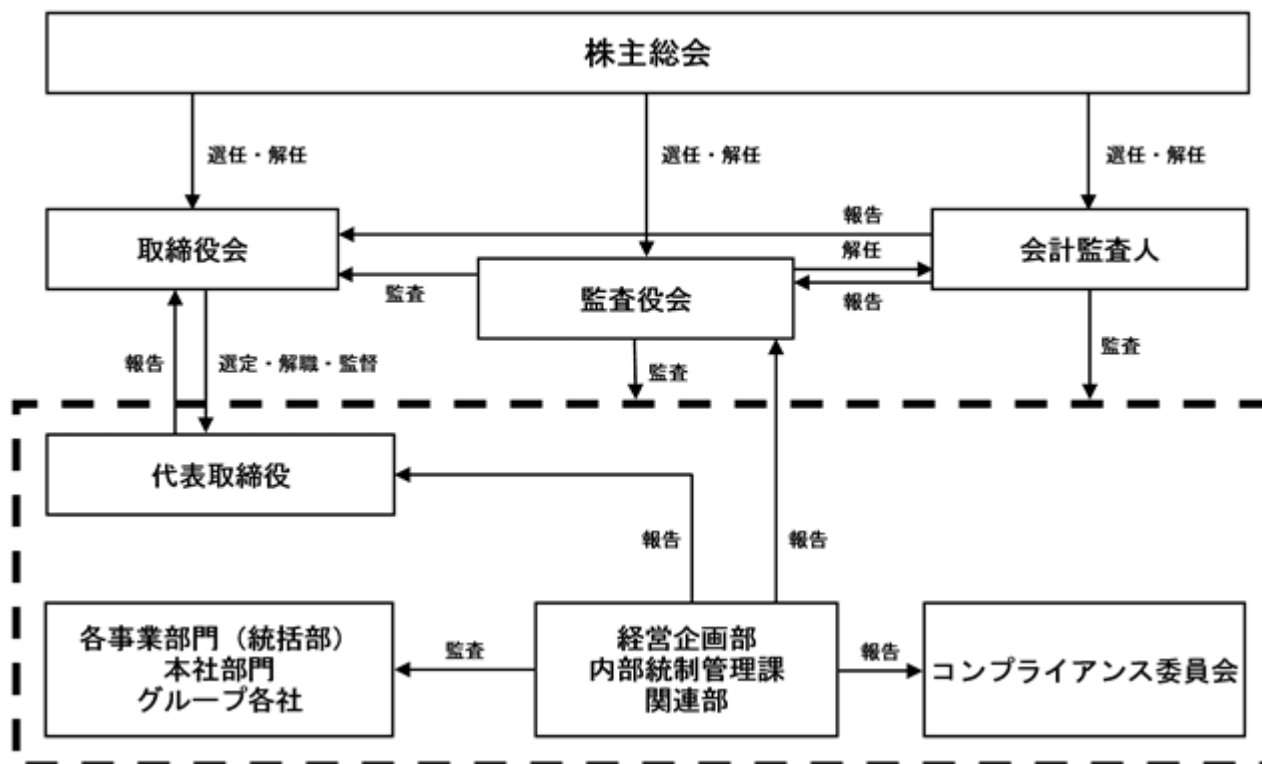 株主総会
選任・解任
選任・解任
選任・解任
取締役会
報告
会計監査人
解任
監査
監査役会
報告
報告
選定・解職・監督
監査
監査
代表取締役
報告
報告
各事業部門（統括部）
本社部門
グループ各社
監査
経営企画部
内部統制管理課
関連部
報告
コンプライアンス委員会